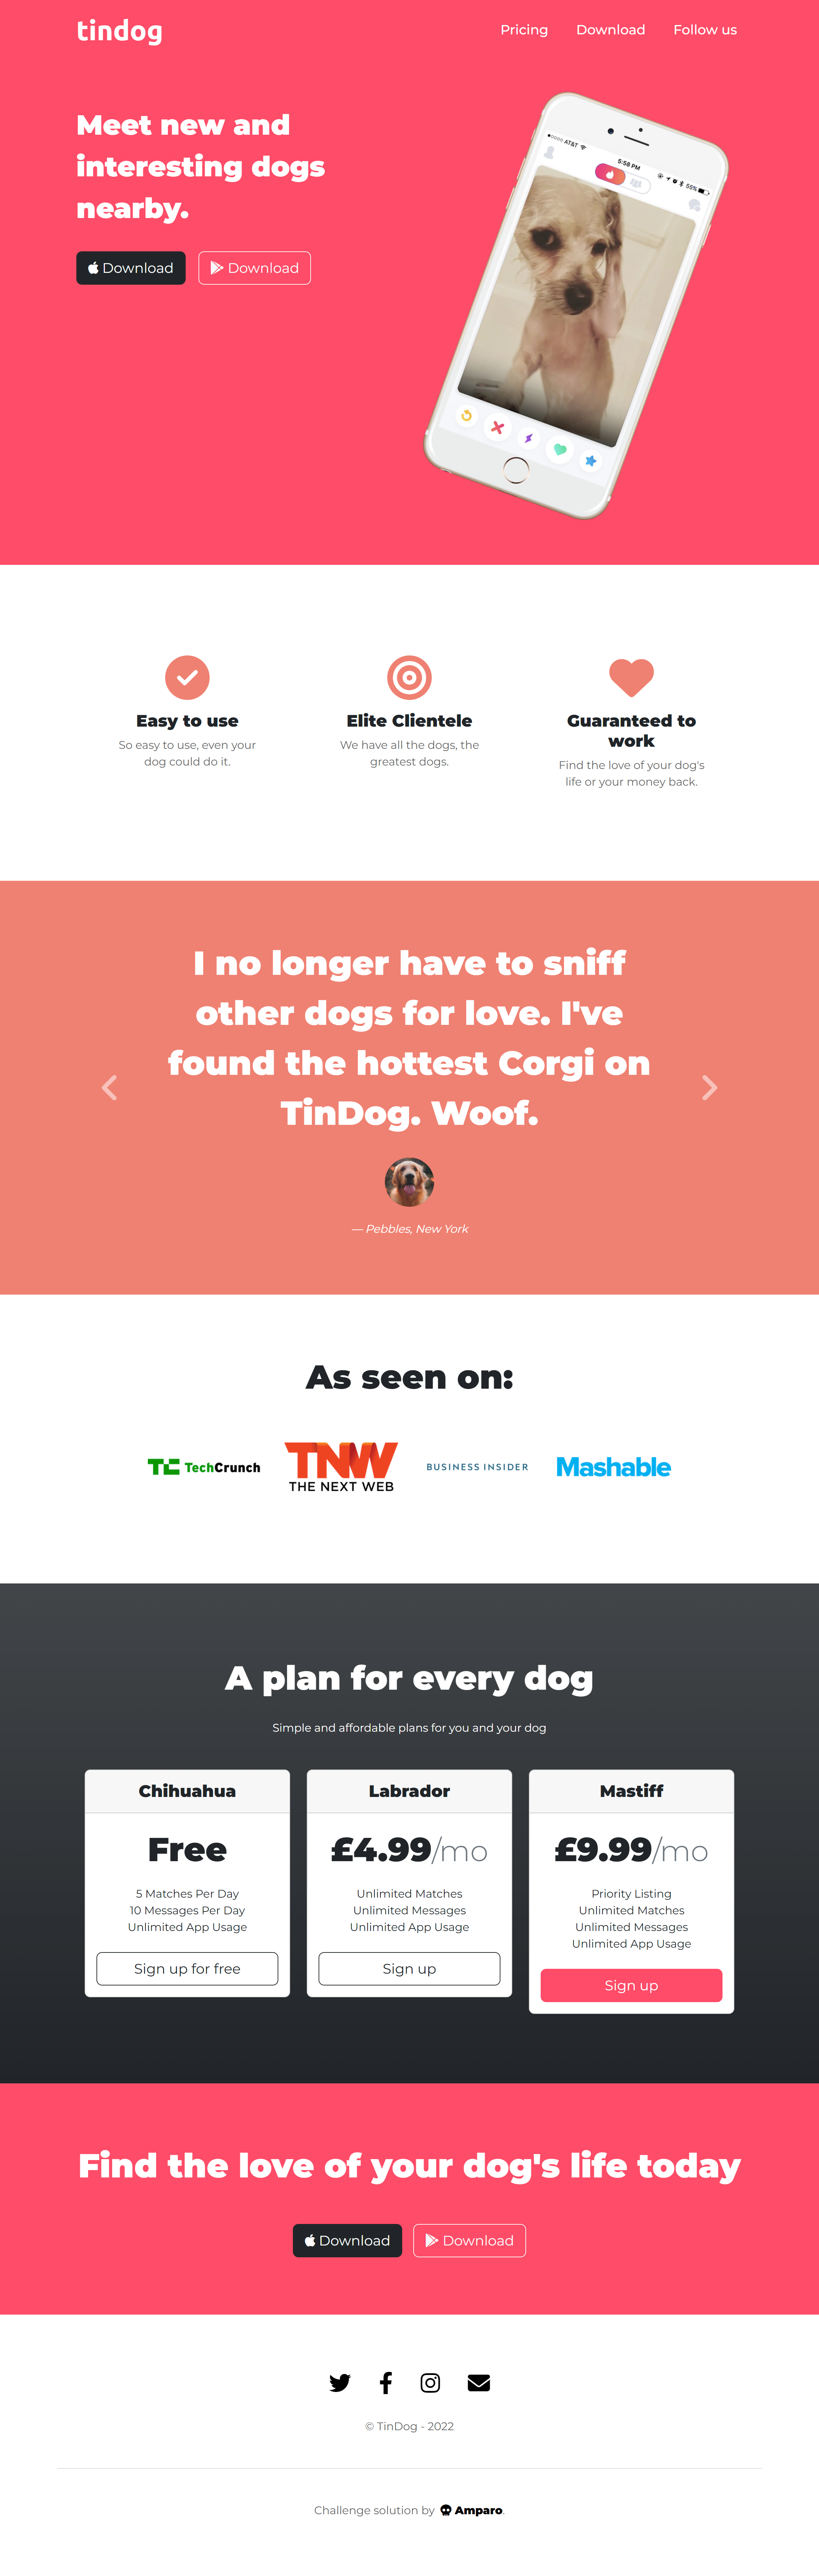 tindog
Pricing Download Follow us
Meet new and
interesting dogs
nearby.
Download Download
AT&T 5:58 PM 55%
Easy to use
So easy to use, even your
dog could do it.
Elite Clientele
We have all the dogs, the
greatest dogs.
Guaranteed to
work
Find the love of your dog's
life or your money back.
I no longer have to sniff
other dogs for love. I've
found the hottest Corgi on
TinDog. Woof.
— Pebbles, New York
As seen on:
TC TechCrunch
TNW
THE NEXT WEB
BUSINESS INSIDER
Mashable
A plan for every dog
Simple and affordable plans for you and your dog
Chihuahua
Free
5 Matches Per Day
10 Messages Per Day
Unlimited App Usage
Sign up for free
Labrador
£4.99/mo
Unlimited Matches
Unlimited Messages
Unlimited App Usage
Sign up
Mastiff
£9.99/mo
Priority Listing
Unlimited Matches
Unlimited Messages
Unlimited App Usage
Sign up
Find the love of your dog's life today
Download Download
© TinDog - 2022
Challenge solution by Amparo.